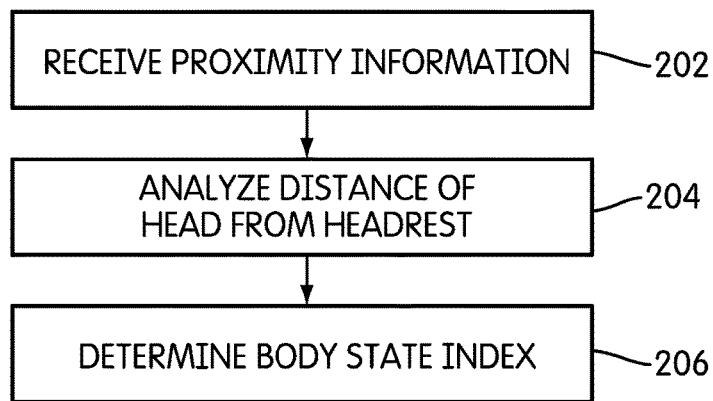 RECEIVE PROXIMITY INFORMATION
202
ANALYZE DISTANCE OF
HEAD FROM HEADREST
204
DETERMINE BODY STATE INDEX
206